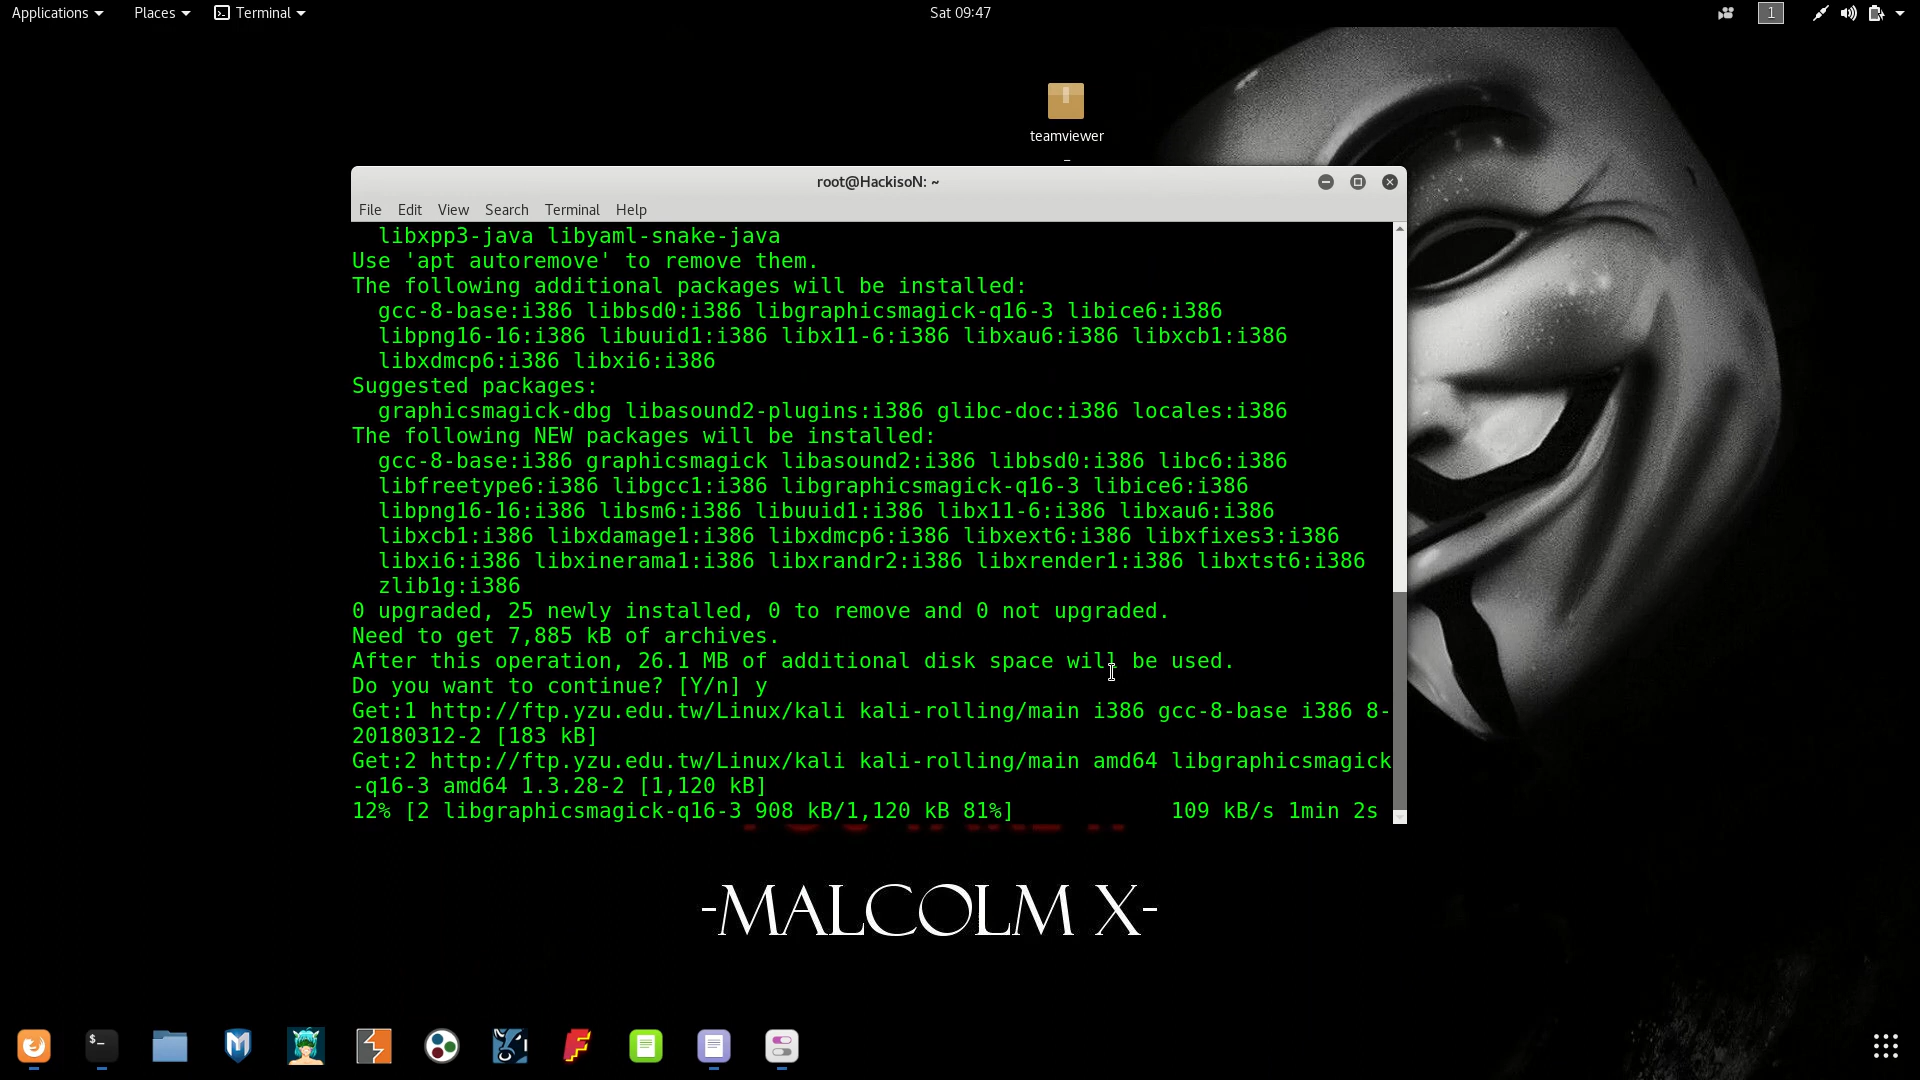 Applications Places Terminal Sat 09:47 1
teamviewer
_
root@HackisoN: ~
File Edit View Search Terminal Help
libxpp3-java libyaml-snake-java
Use 'apt autoremove' to remove them.
The following additional packages will be installed:
gcc-8-base:i386 libbsd0:i386 libgraphicsmagick-q16-3 libice6:i386
libpng16-16:i386 libuuid1:i386 libx11-6:i386 libxau6:i386 libxcb1:i386
libxdmcp6:i386 libxi6:i386
Suggested packages:
graphicsmagick-dbg libasound2-plugins:i386 glibc-doc:i386 locales:i386
The following NEW packages will be installed:
gcc-8-base:i386 graphicsmagick libasound2:i386 libbsd0:i386 libc6:i386
libfreetype6:i386 libgcc1:i386 libgraphicsmagick-q16-3 libice6:i386
libpng16-16:i386 libsm6:i386 libuuid1:i386 libx11-6:i386 libxau6:i386
libxcb1:i386 libxdamage1:i386 libxdmcp6:i386 libxext6:i386 libxfixes3:i386
libxi6:i386 libxinerama1:i386 libxrandr2:i386 libxrender1:i386 libxtst6:i386
zlib1g:i386
0 upgraded, 25 newly installed, 0 to remove and 0 not upgraded.
Need to get 7,885 kB of archives.
After this operation, 26.1 MB of additional disk space will be used.
Do you want to continue? [Y/n] y
Get:1 http://ftp.yzu.edu.tw/Linux/kali kali-rolling/main i386 gcc-8-base i386 8-
20180312-2 [183 kB]
Get:2 http://ftp.yzu.edu.tw/Linux/kali kali-rolling/main amd64 libgraphicsmagick
-q16-3 amd64 1.3.28-2 [1,120 kB]
12% [2 libgraphicsmagick-q16-3 908 kB/1,120 kB 81%] 109 kB/s 1min 2s
-MALCOLM X-
$_